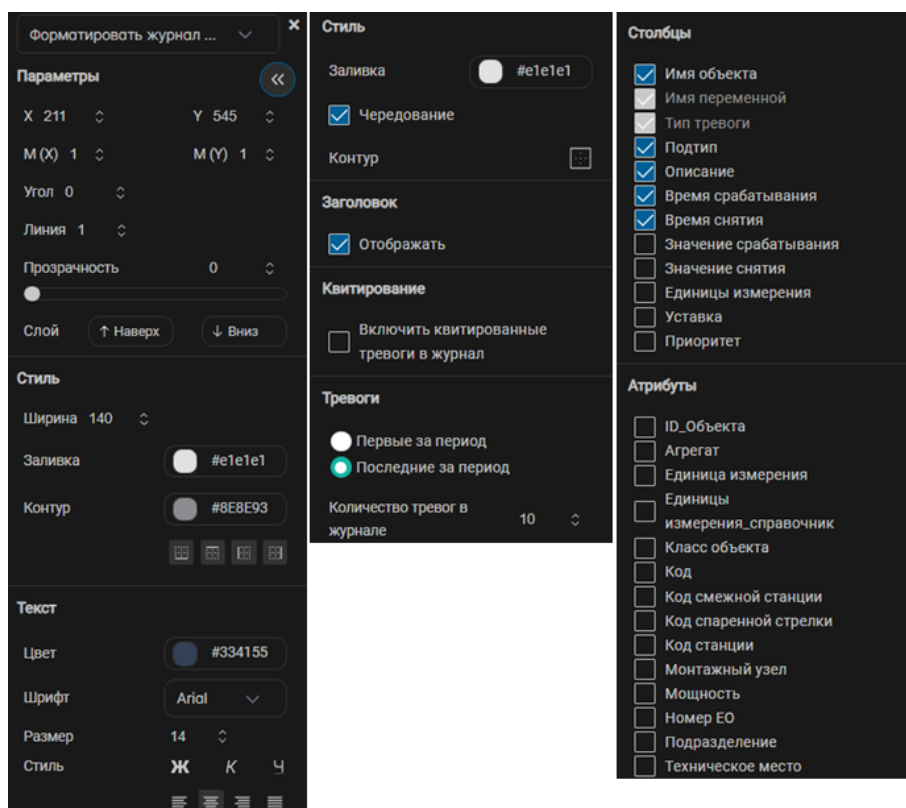 Форматировать журнал ...
Параметры
X 211 Y 545
M (X) 1 M (Y) 1
Угол 0
Линия 1
Прозрачность 0
Слой ↑ Наверх ↓ Вниз
Стиль
Ширина 140
Заливка #e1e1e1
Контур #8E8E93
Текст
Цвет #334155
Шрифт Arial
Размер 14
Стиль Ж К Ч
Стиль
Заливка #e1e1e1
Чередование
Контур
Заголовок
Отображать
Квитирование
Включить квитированные
тревоги в журнал
Тревоги
Первые за период
Последние за период
Количество тревог в
журнале 10
Столбцы
Имя объекта
Имя переменной
Тип тревоги
Подтип
Описание
Время срабатывания
Время снятия
Значение срабатывания
Значение снятия
Единицы измерения
Уставка
Приоритет
Атрибуты
ID_Объекта
Агрегат
Единица измерения
Единицы
измерения_справочник
Класс объекта
Код
Код смежной станции
Код спаренной стрелки
Код станции
Монтажный узел
Мощность
Номер ЕО
Подразделение
Техническое место